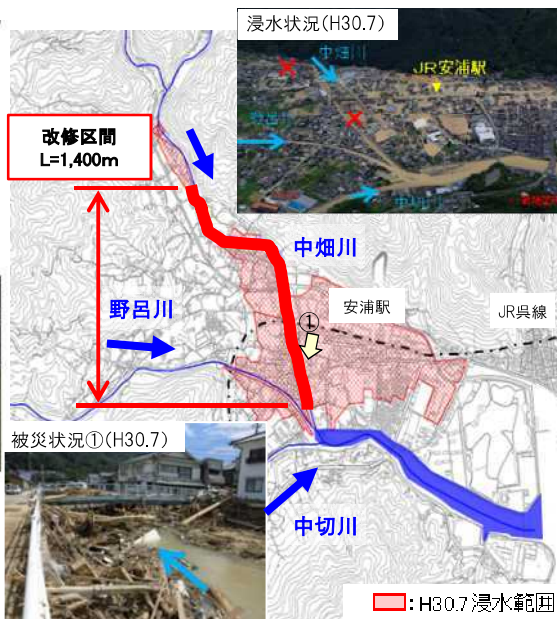 浸水状況(H30.7)
中畑川
JR安浦駅
野呂川
中切川
改修区間
L=1,400m
中畑川
安浦駅
JR呉線
①
野呂川
被災状況①(H30.7)
中切川
:H30.7浸水範囲